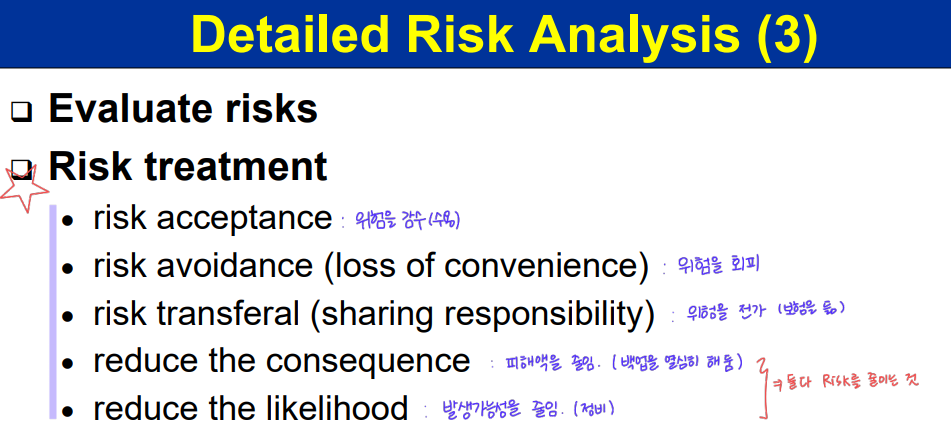 Detailed Risk Analysis (3)
Evaluate risks
Risk treatment
• risk acceptance : 위험을 감수(수용)
• risk avoidance (loss of convenience) : 위험을 회피
• risk transferal (sharing responsibility) : 위험을 전가 (보험을 듦)
• reduce the consequence : 피해액을 줄임. (백업을 열심히 해둠)
⇒ 둘다 Risk를 줄이는 것
• reduce the likelihood : 발생가능성을 줄임. (정비)